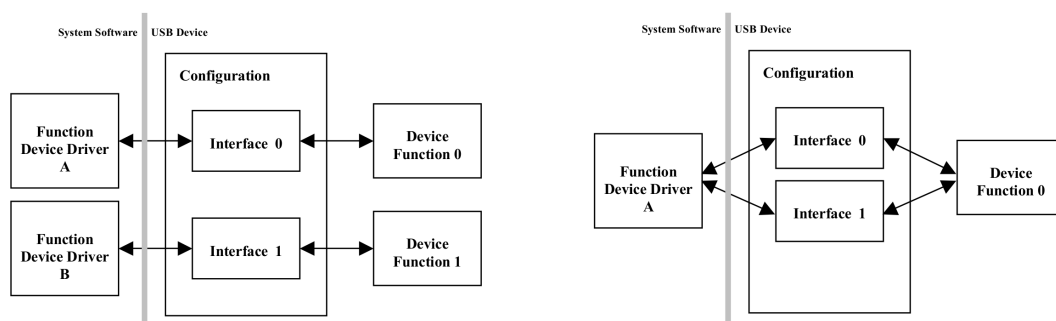 System Software
USB Device
Configuration
Function
Device Driver
A
Interface 0
Device
Function 0
Function
Device Driver
B
Interface 1
Device
Function 1
System Software
USB Device
Configuration
Function
Device Driver
A
Interface 0
Interface 1
Device
Function 0